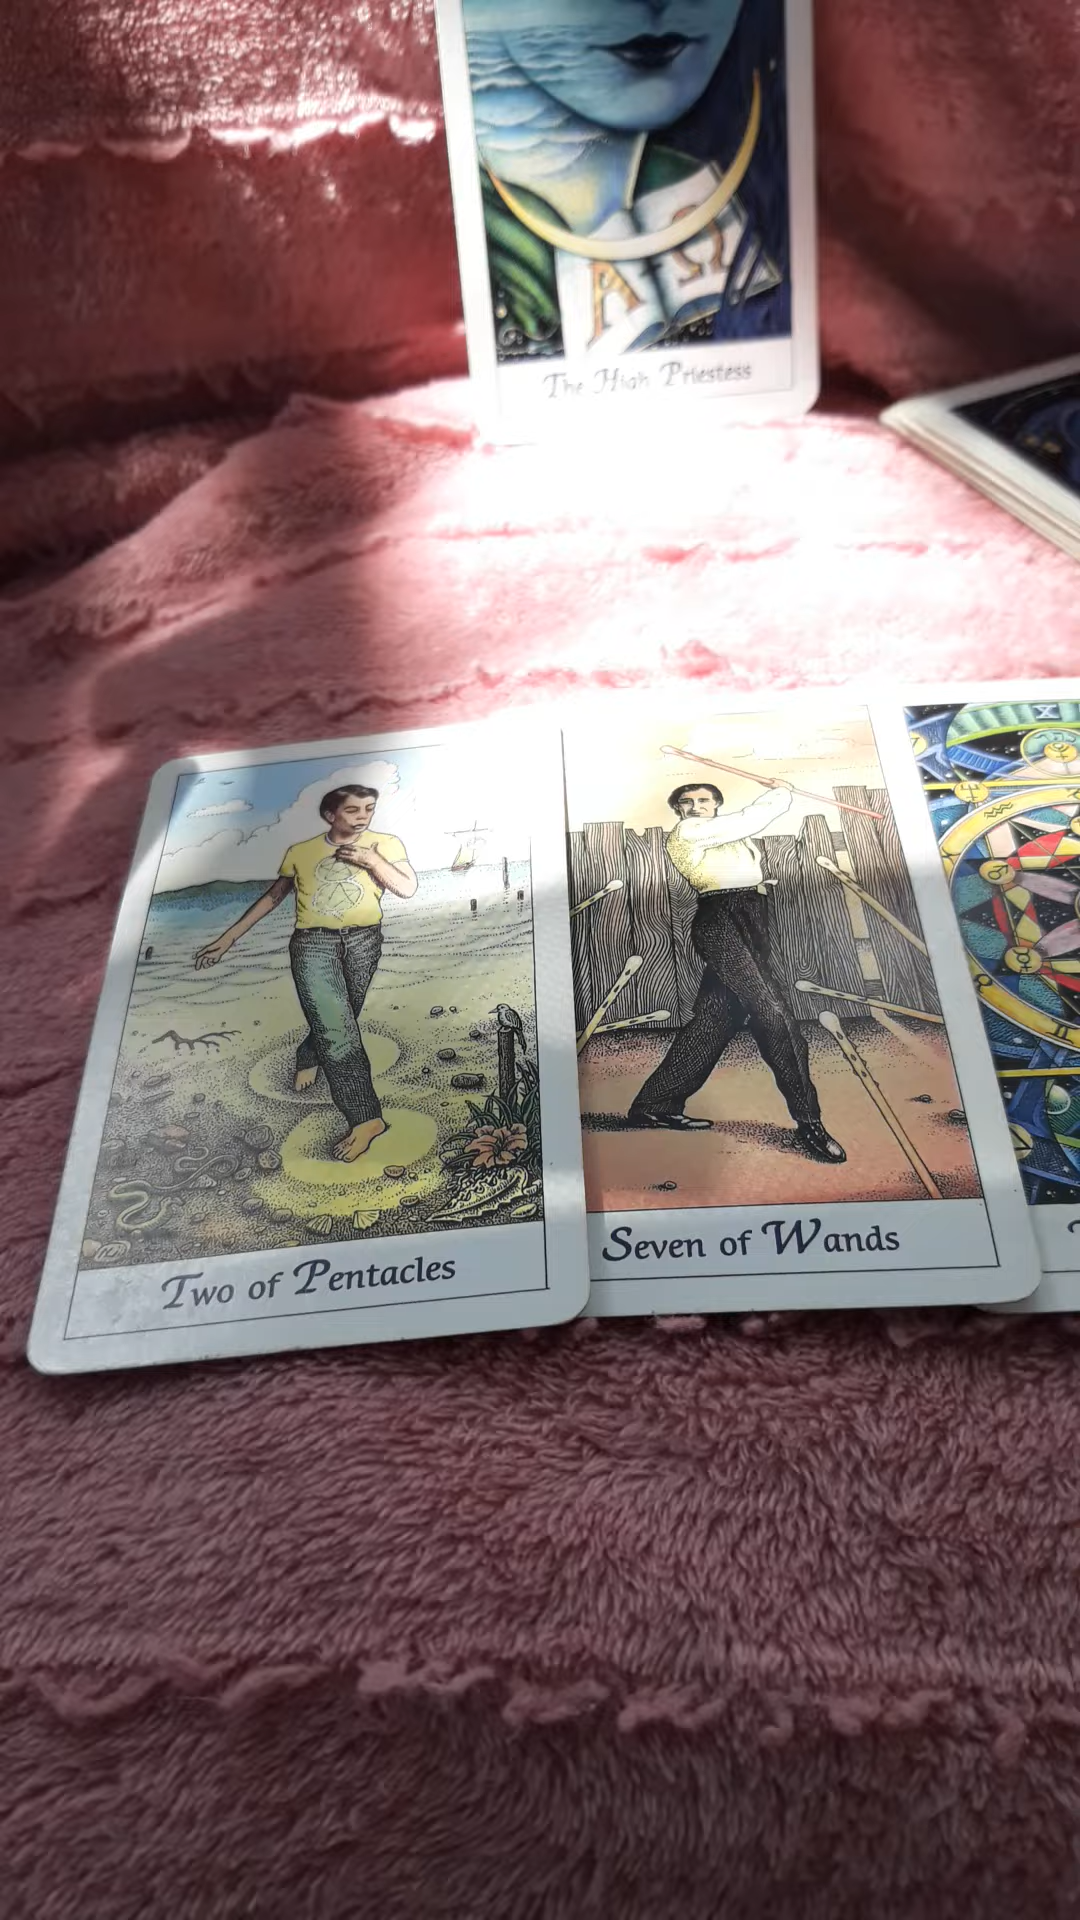 A Ω
The High Priestess
X
Two of Pentacles
Seven of Wands